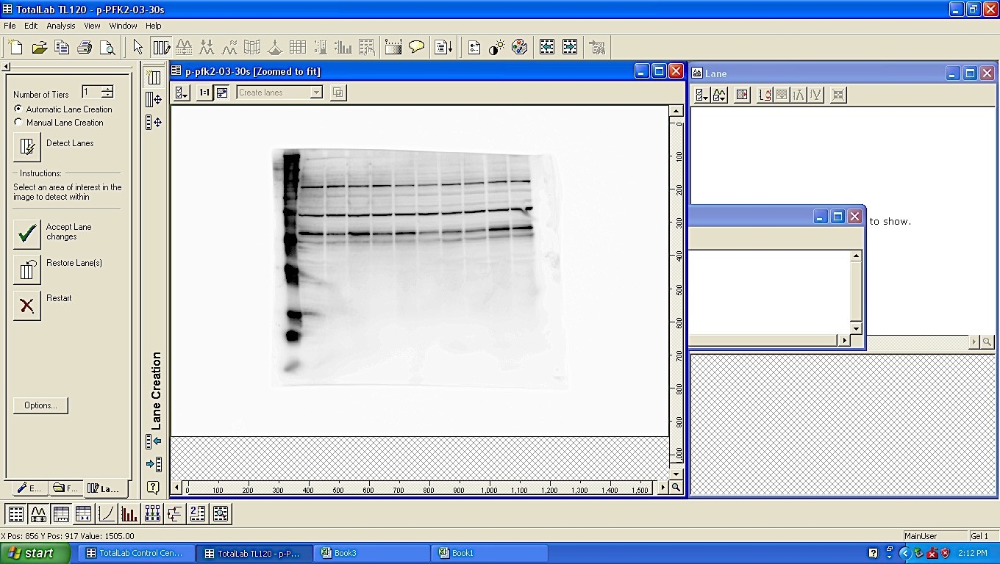 TotalLab TL120 - p-PFK2-03-30s
File Edit Analysis View Window Help
p-pfk2-03-30s [Zoomed to fit]
1:1
Create lanes
Lane
Number of Tiers 1
Automatic Lane Creation
Manual Lane Creation
Detect Lanes
Instructions:
Select an area of interest in the
image to detect within
Accept Lane
changes
Restore Lane(s)
Restart
Options...
E... F... La...
Lane Creation
0
100
200
300
400
500
600
700
800
900
1,000
0 100 200 300 400 500 600 700 800 900 1,000 1,100 1,200 1,300 1,400 1,500
to show.
X Pos: 856 Y Pos: 917 Value: 1505.00
MainUser Gel 1
start TotalLab Control Cen... TotalLab TL120 - p-P... Book3 Book1 2:12 PM